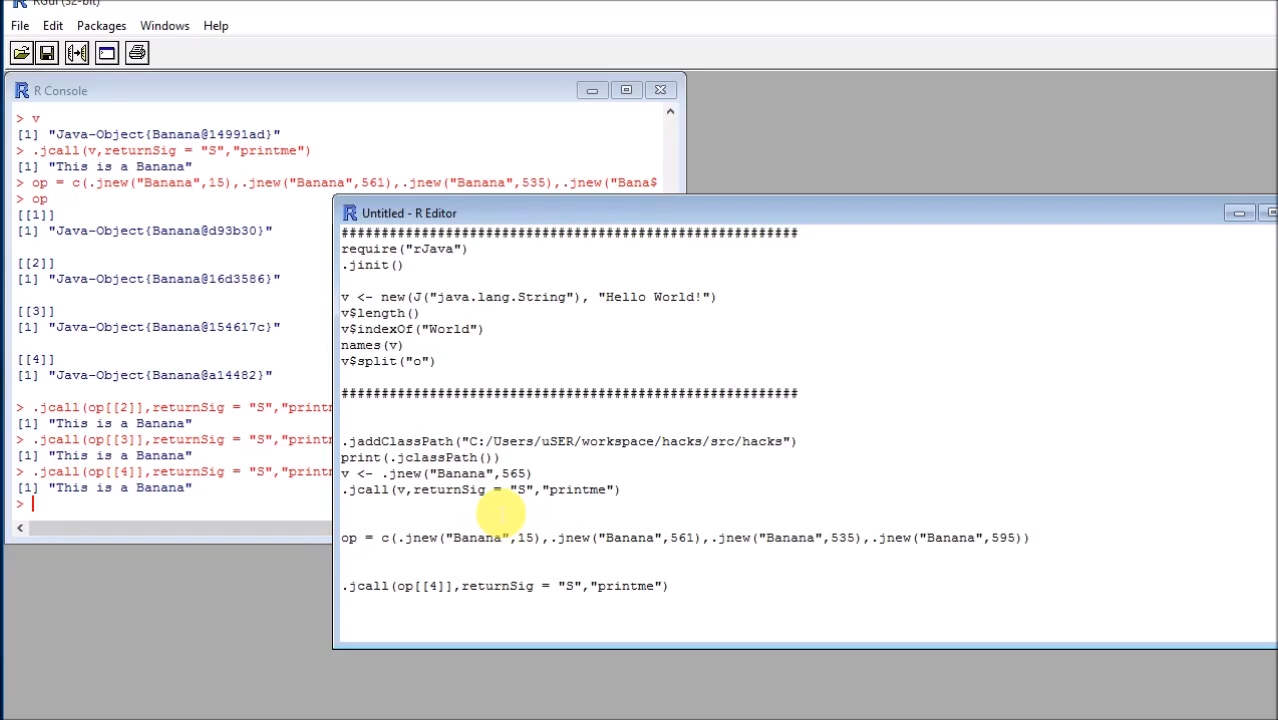 RGui (32-bit)
File Edit Packages Windows Help
R Console
> v
[1] "Java-Object{Banana@14991ad}"
> .jcall(v,returnSig = "S","printme")
[1] "This is a Banana"
> op = c(.jnew("Banana",15),.jnew("Banana",561),.jnew("Banana",535),.jnew("Bana$
> op
[[1]]
[1] "Java-Object{Banana@d93b30}"
[[2]]
[1] "Java-Object{Banana@16d3586}"
[[3]]
[1] "Java-Object{Banana@154617c}"
[[4]]
[1] "Java-Object{Banana@a14482}"
> .jcall(op[[2]],returnSig = "S","printm
[1] "This is a Banana"
> .jcall(op[[3]],returnSig = "S","printm
[1] "This is a Banana"
> .jcall(op[[4]],returnSig = "S","printm
[1] "This is a Banana"
>
Untitled - R Editor
#########################################################
require("rJava")
.jinit()
v <- new(J("java.lang.String"), "Hello World!")
v$length()
v$indexOf("World")
names(v)
v$split("o")
#########################################################
.jaddClassPath("C:/Users/uSER/workspace/hacks/src/hacks")
print(.jclassPath())
v <- .jnew("Banana",565)
.jcall(v,returnSig = "S","printme")
op = c(.jnew("Banana",15),.jnew("Banana",561),.jnew("Banana",535),.jnew("Banana",595))
.jcall(op[[4]],returnSig = "S","printme")